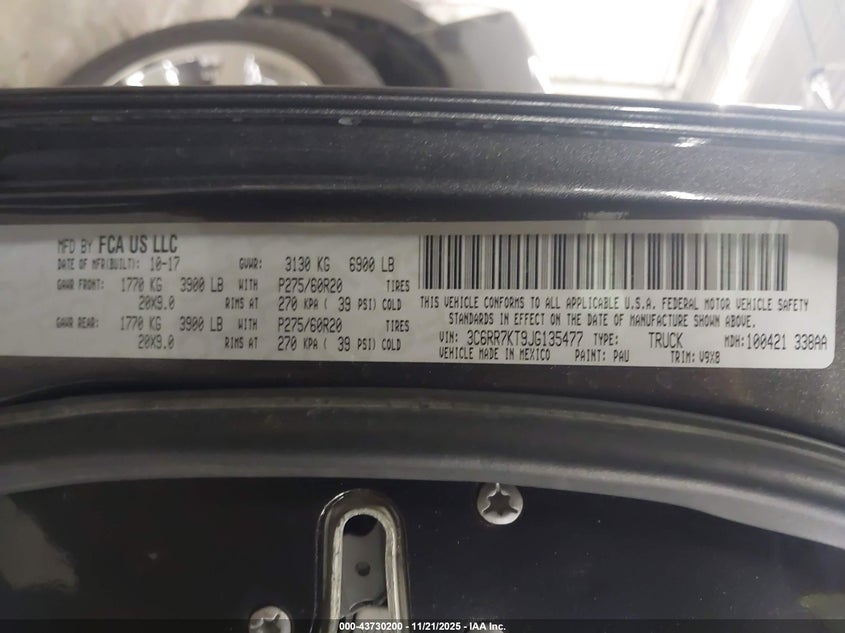 MFD BY FCA US LLC
DATE OF MFR(BUILT): 10-17 GVWR: 3130 KG 6900 LB
GAWR FRONT: 1770 KG 3900 LB WITH P275/60R20 TIRES
20X9.0 RIMS AT 270 KPA ( 39 PSI) COLD
GAWR REAR: 1770 KG 3900 LB WITH P275/60R20 TIRES
20X9.0 RIMS AT 270 KPA ( 39 PSI) COLD
THIS VEHICLE CONFORMS TO ALL APPLICABLE U.S.A. FEDERAL MOTOR VEHICLE SAFETY
STANDARDS IN EFFECT ON THE DATE OF MANUFACTURE SHOWN ABOVE.
VIN: 3C6RR7KT9JG135477 TYPE: TRUCK MDH: 100421 338AA
VEHICLE MADE IN MEXICO PAINT: PAU TRIM: V9X8
000-43730200 - 11/21/2025 - IAA Inc.